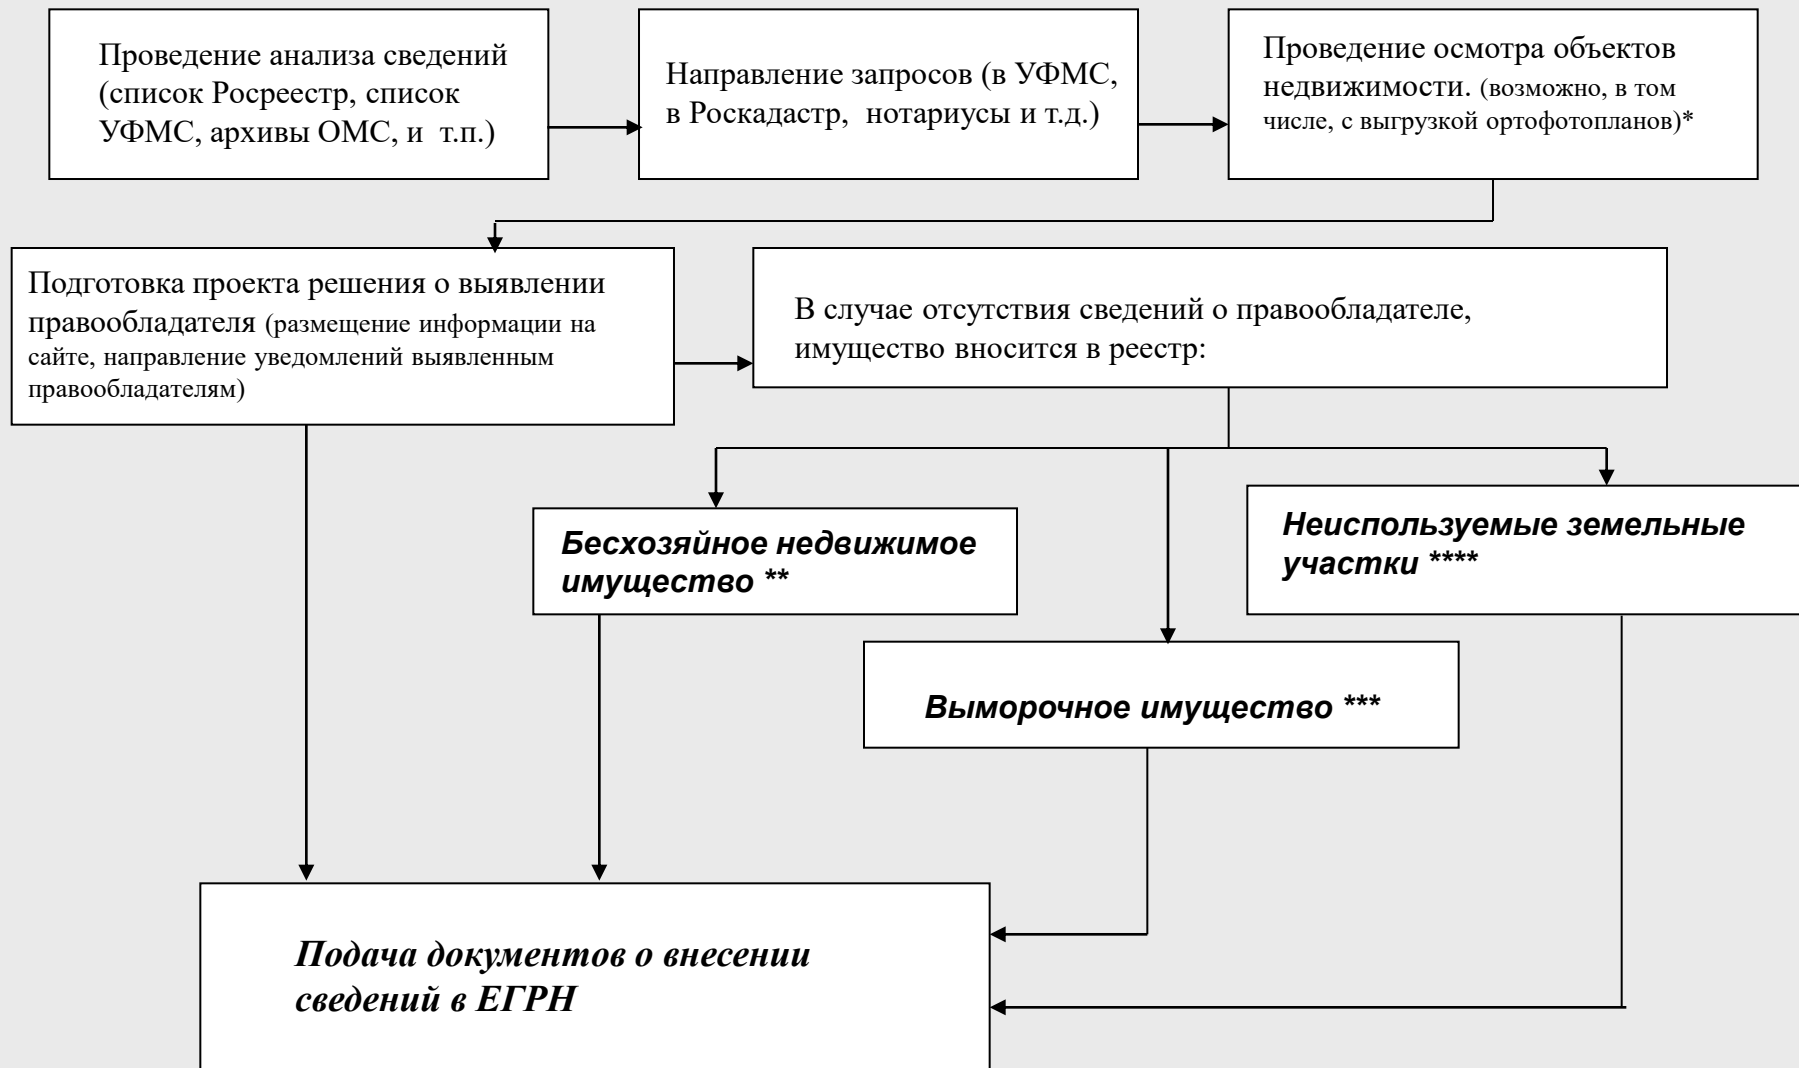 Проведение анализа сведений
(список Росреестр, список
УФМС, архивы ОМС, и т.п.)
Направление запросов (в УФМС,
в Роскадастр, нотариусы и т.д.)
Проведение осмотра объектов
недвижимости. (возможно, в том
числе, с выгрузкой ортофотопланов)*
Подготовка проекта решения о выявлении
правообладателя (размещение информации на
сайте, направление уведомлений выявленным
правообладателям)
В случае отсутствия сведений о правообладателе,
имущество вносится в реестр:
Бесхозяйное недвижимое
имущество **
Неиспользуемые земельные
участки ****
Выморочное имущество ***
Подача документов о внесении
сведений в ЕГРН